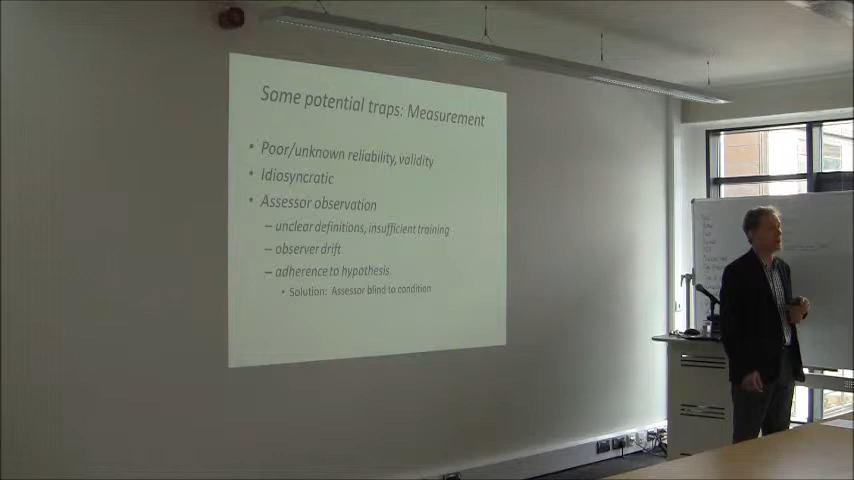 Some potential traps: Measurement
• Poor/unknown reliability, validity
• Idiosyncratic
• Assessor observation
– unclear definitions, insufficient training
– observer drift
– adherence to hypothesis
• Solution: Assessor blind to condition